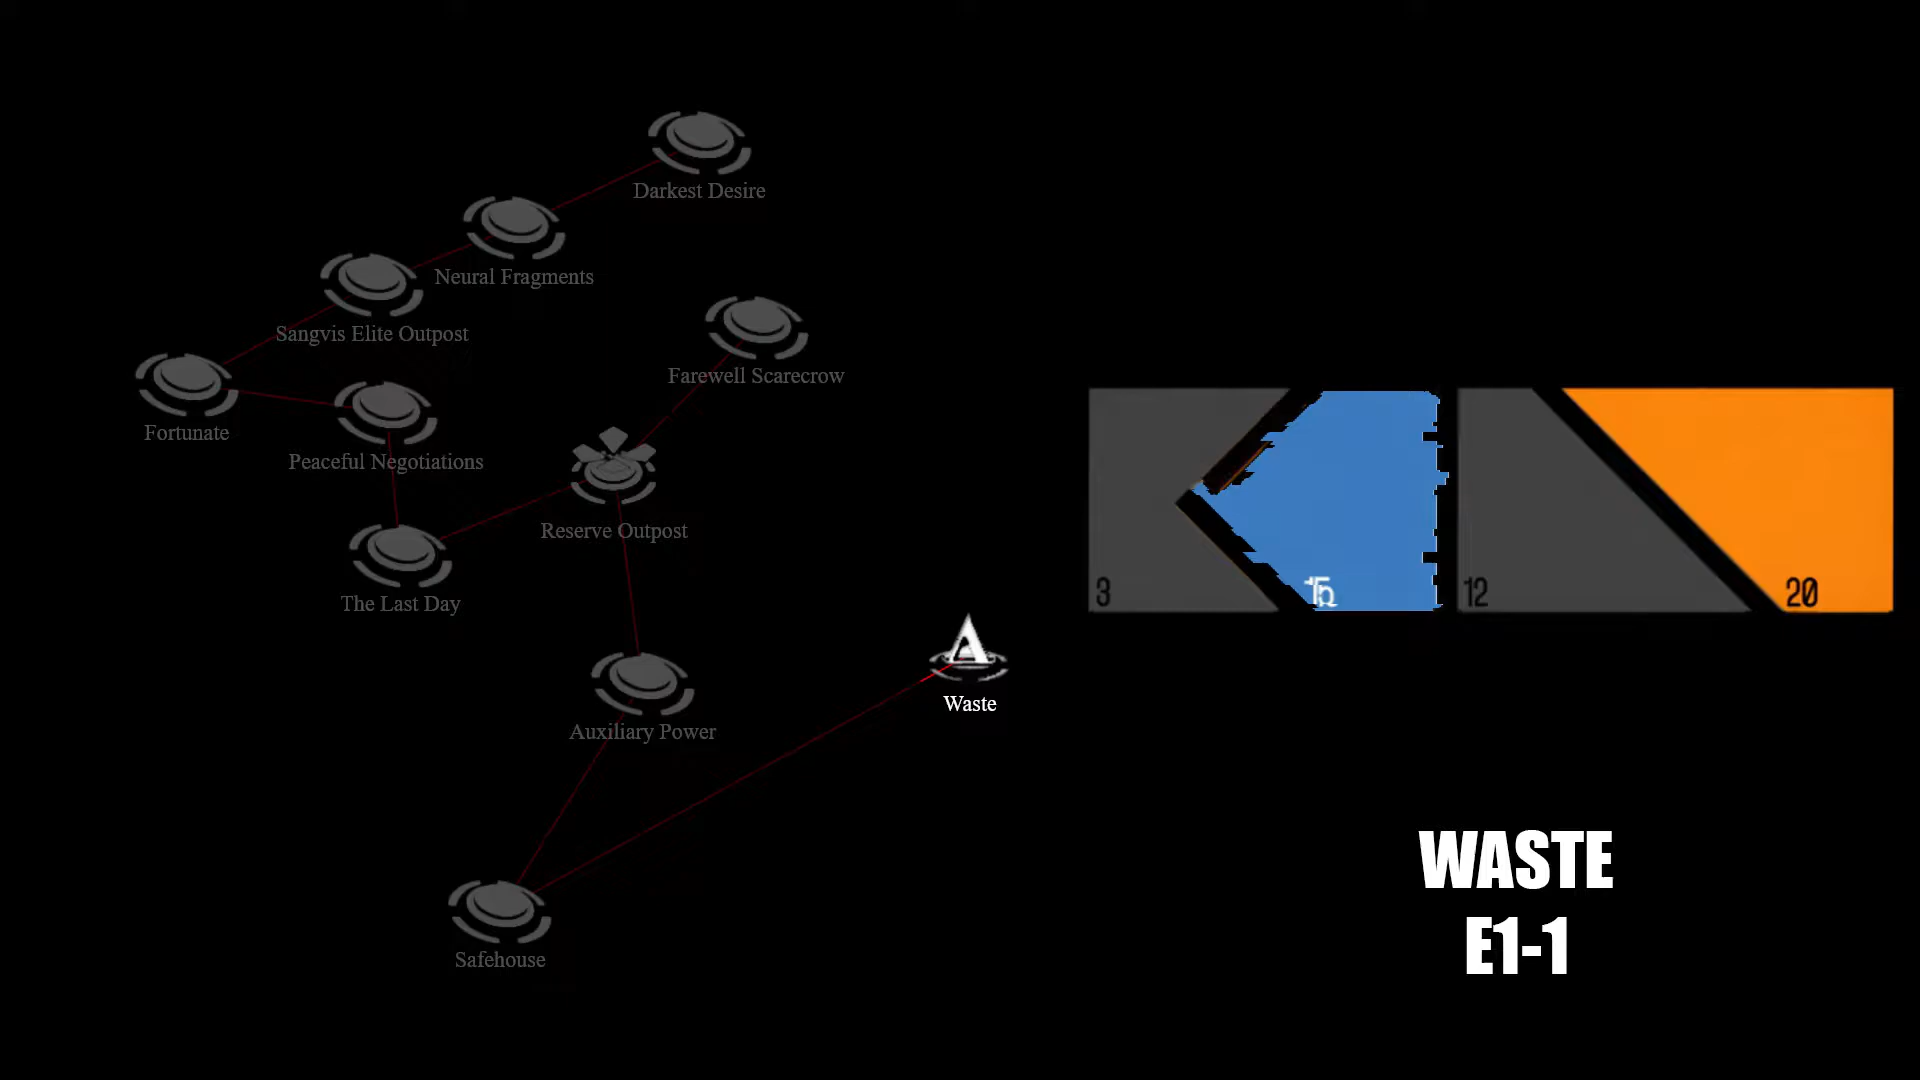 Darkest Desire
Neural Fragments
Sangvis Elite Outpost
Farewell Scarecrow
Fortunate
Peaceful Negotiations
Reserve Outpost
The Last Day
Waste
Auxiliary Power
Safehouse
3
12
20
WASTE
E1-1